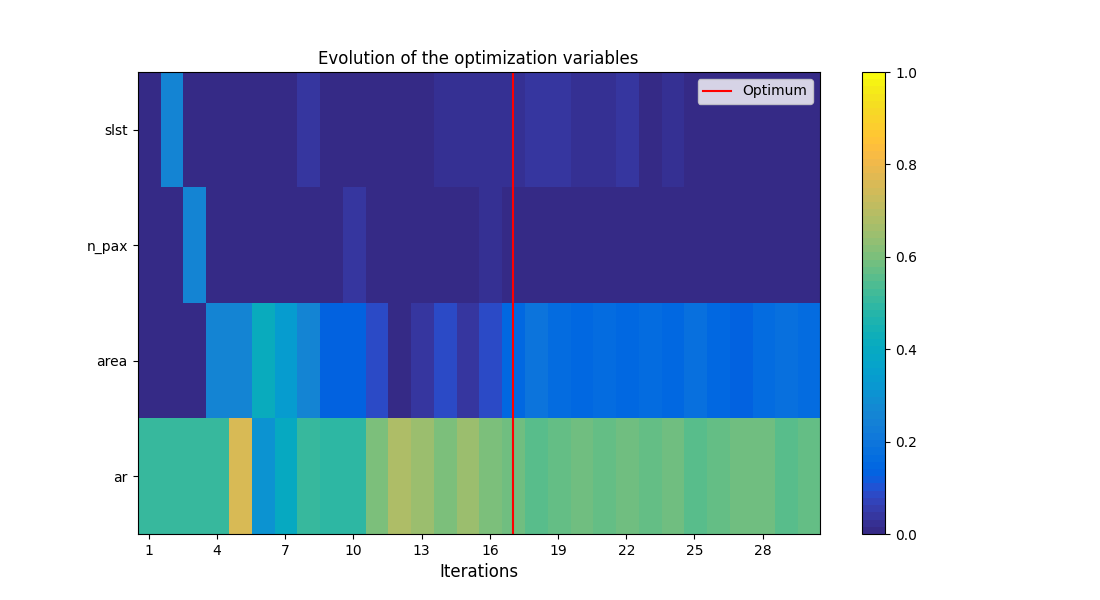 Evolution of the optimization variables
Optimum
slst
n_pax
area
ar
1 4 7 10 13 16 19 22 25 28
Iterations
1.0
0.8
0.6
0.4
0.2
0.0